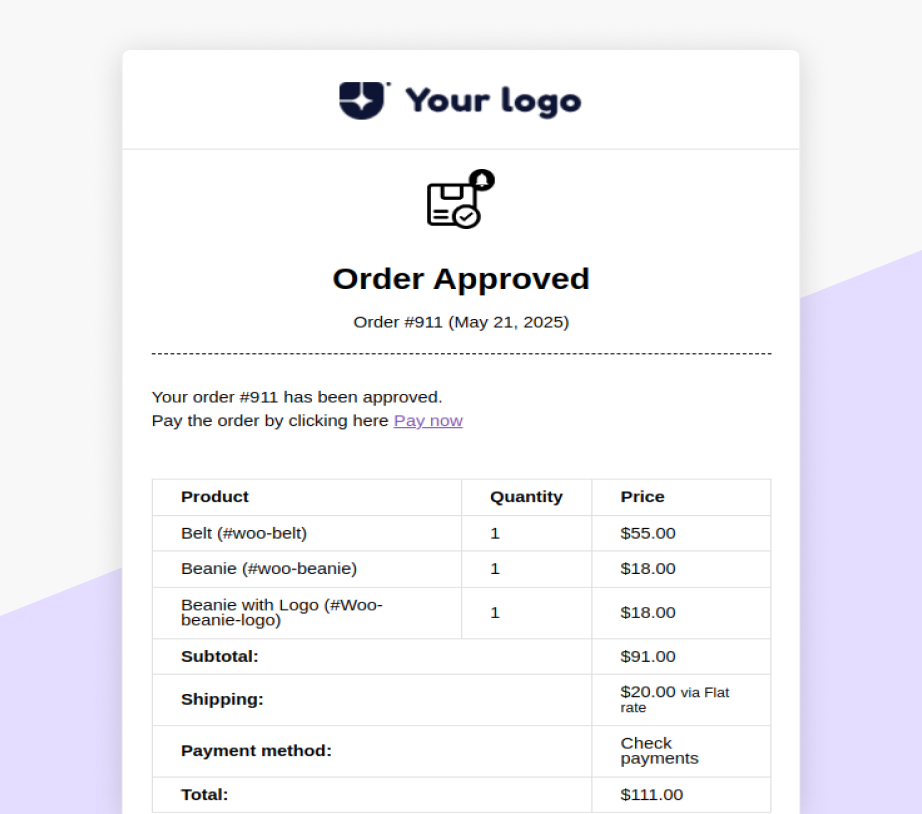 Your logo
Order Approved
Order #911 (May 21, 2025)
Your order #911 has been approved.
Pay the order by clicking here Pay now
Product Quantity Price
Belt (#woo-belt) 1 $55.00
Beanie (#woo-beanie) 1 $18.00
Beanie with Logo (#Woo-
beanie-logo) 1 $18.00
Subtotal: $91.00
Shipping: $20.00 via Flat
rate
Payment method: Check
payments
Total: $111.00